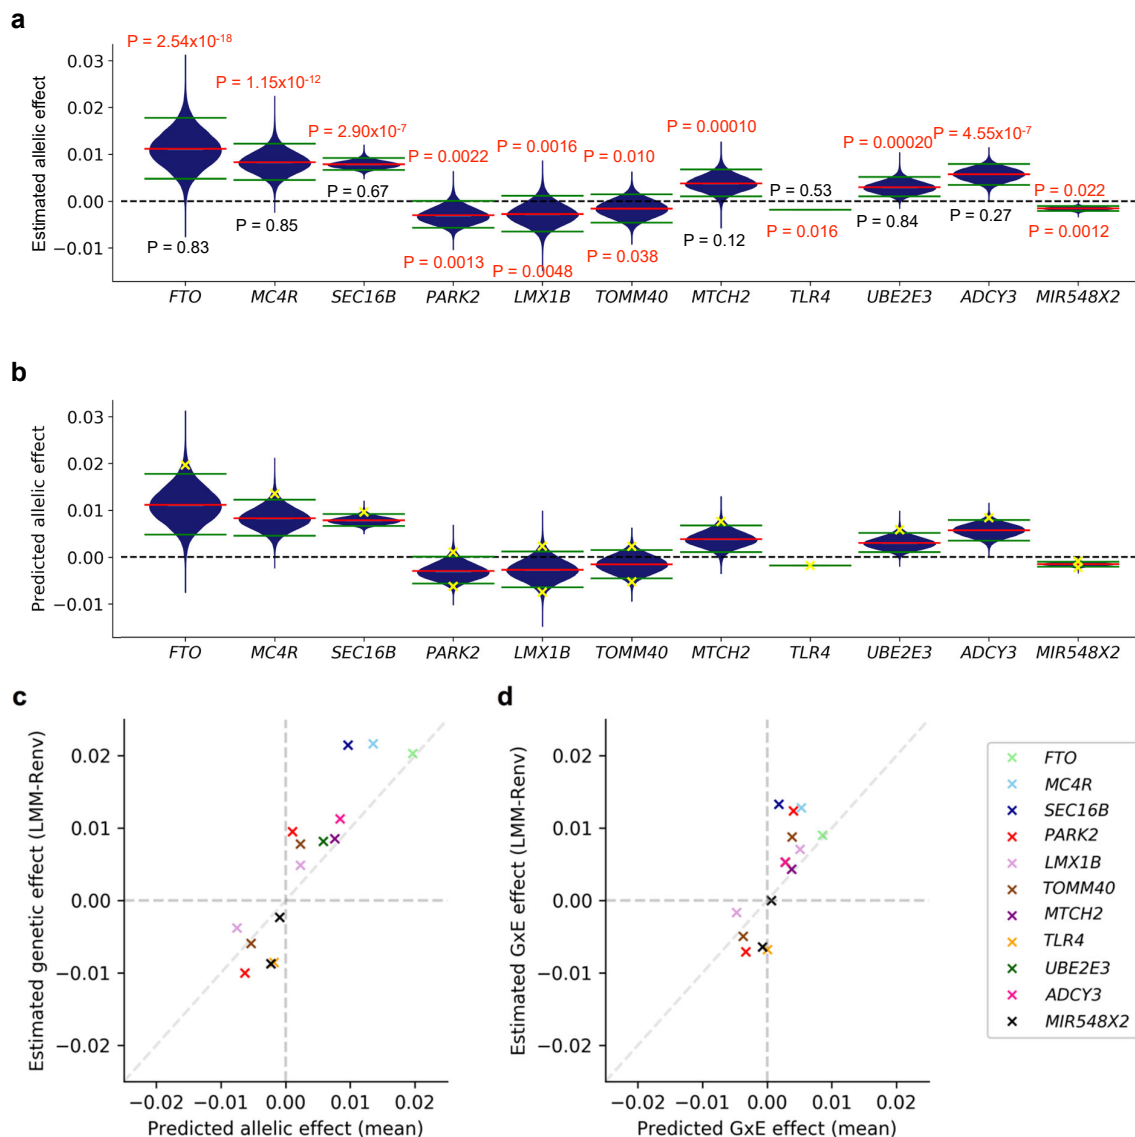 a
Estimated allelic effect
0.03
0.02
0.01
0.00
−0.01
P = 2.54x10-18
P = 1.15x10-12
P = 2.90x10-7
P = 0.0022
P = 0.0016
P = 0.010
P = 0.00010
P = 0.53
P = 0.00020
P = 4.55x10-7
P = 0.022
P = 0.83
P = 0.85
P = 0.67
P = 0.0013
P = 0.0048
P = 0.038
P = 0.12
P = 0.016
P = 0.84
P = 0.27
P = 0.0012
FTO MC4R SEC16B PARK2 LMX1B TOMM40 MTCH2 TLR4 UBE2E3 ADCY3 MIR548X2
b
Predicted allelic effect
0.03
0.02
0.01
0.00
−0.01
FTO MC4R SEC16B PARK2 LMX1B TOMM40 MTCH2 TLR4 UBE2E3 ADCY3 MIR548X2
c
Estimated genetic effect (LMM-Renv)
0.02
0.01
0.00
−0.01
−0.02
−0.02 −0.01 0.00 0.01 0.02
Predicted allelic effect (mean)
d
Estimated GxE effect (LMM-Renv)
0.02
0.01
0.00
−0.01
−0.02
−0.02 −0.01 0.00 0.01 0.02
Predicted GxE effect (mean)
FTO
MC4R
SEC16B
PARK2
LMX1B
TOMM40
MTCH2
TLR4
UBE2E3
ADCY3
MIR548X2